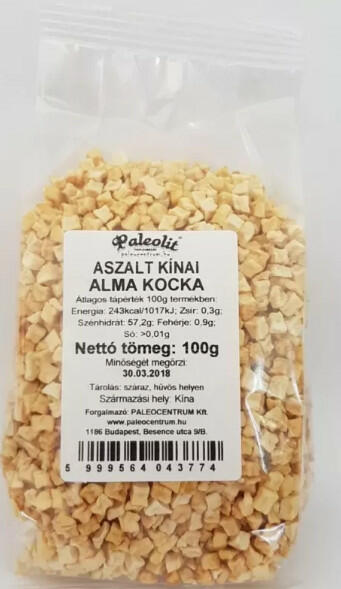 Paleolit
paleocentrum.hu
ASZALT KÍNAI
ALMA KOCKA
Átlagos tápérték 100g termékben:
Energia: 243kcal/1017kJ; Zsír: 0,3g;
Szénhidrát: 57,2g; Fehérje: 0,9g;
Só: >0,01g
Nettó tömeg: 100g
Minőségét megőrzi:
30.03.2018
Tárolás: száraz, hűvös helyen
Származási hely: Kína
Forgalmazó: PALEOCENTRUM Kft.
www.paleocentrum.hu
1186 Budapest, Besence utca 9/B.
5 999564 043774